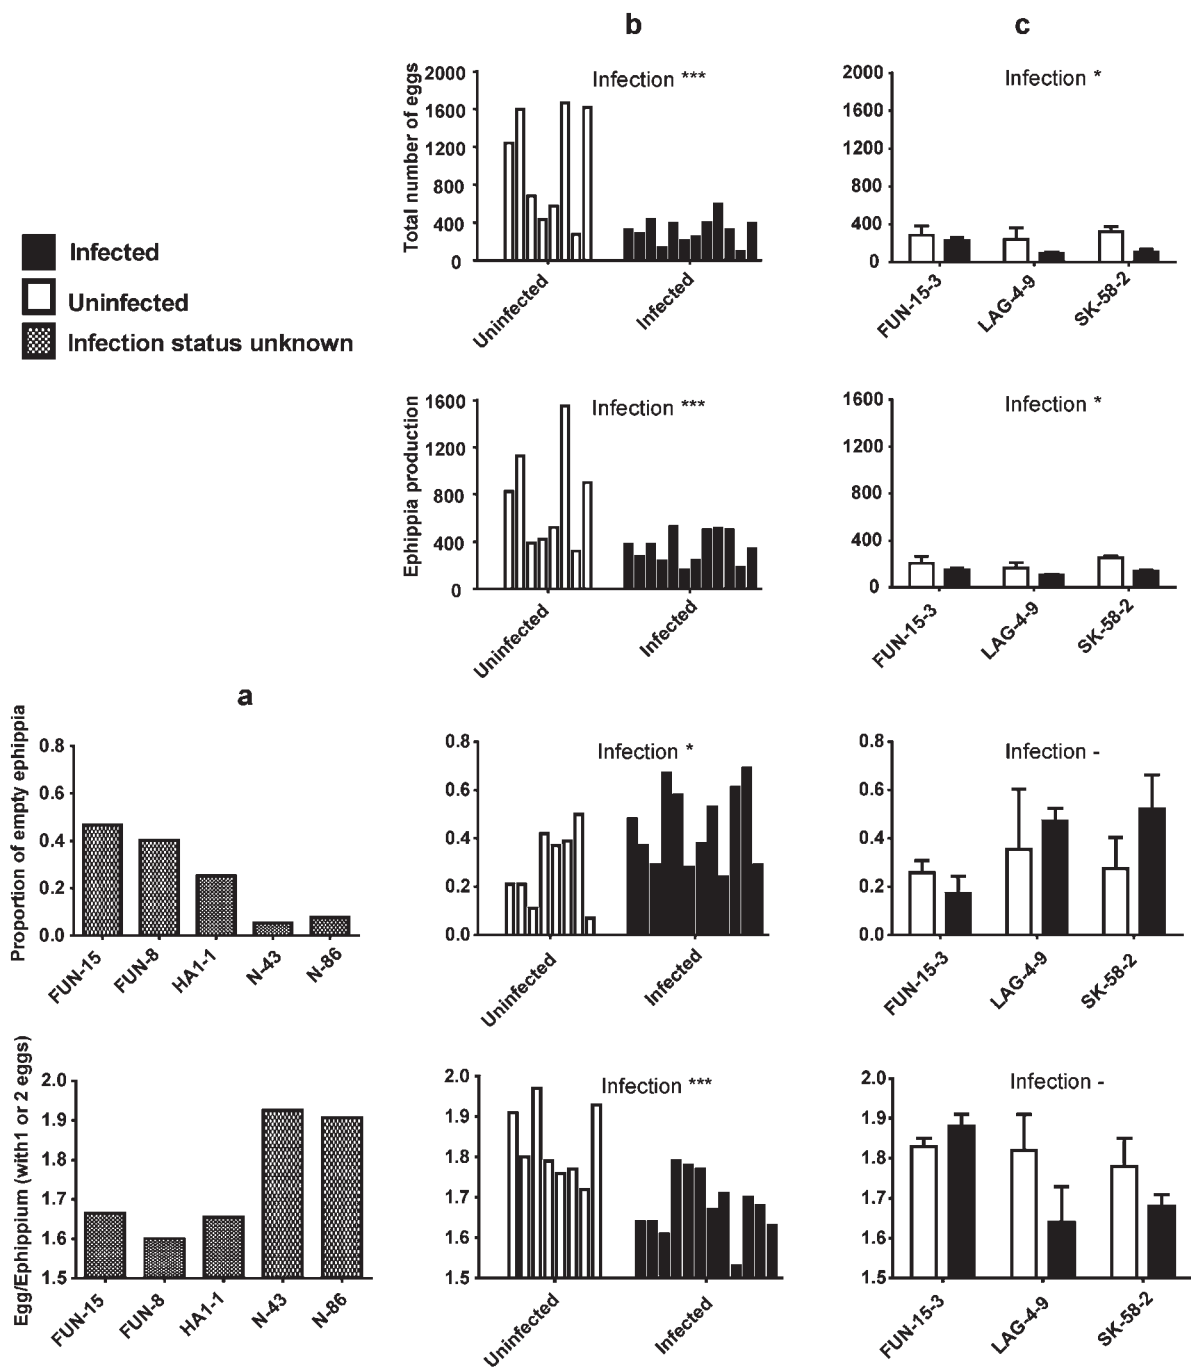 b
c
Total number of eggs
2000
1600
1200
800
400
0
Infection ***
Uninfected
Infected
2000
1600
1200
800
400
0
Infection *
FUN-15-3
LAG-4-9
SK-58-2
Infected
Uninfected
Infection status unknown
Ephippia production
1600
1200
800
400
0
Infection ***
Uninfected
Infected
1600
1200
800
400
0
Infection *
FUN-15-3
LAG-4-9
SK-58-2
a
Proportion of empty ephippia
0.8
0.6
0.4
0.2
0.0
FUN-15
FUN-8
HA1-1
N-43
N-86
0.8
0.6
0.4
0.2
0.0
Infection *
Uninfected
Infected
0.8
0.6
0.4
0.2
0.0
Infection -
FUN-15-3
LAG-4-9
SK-58-2
Egg/Ephippium (with1 or 2 eggs)
2.0
1.9
1.8
1.7
1.6
1.5
FUN-15
FUN-8
HA1-1
N-43
N-86
2.0
1.9
1.8
1.7
1.6
1.5
Infection ***
Uninfected
Infected
2.0
1.9
1.8
1.7
1.6
1.5
Infection -
FUN-15-3
LAG-4-9
SK-58-2